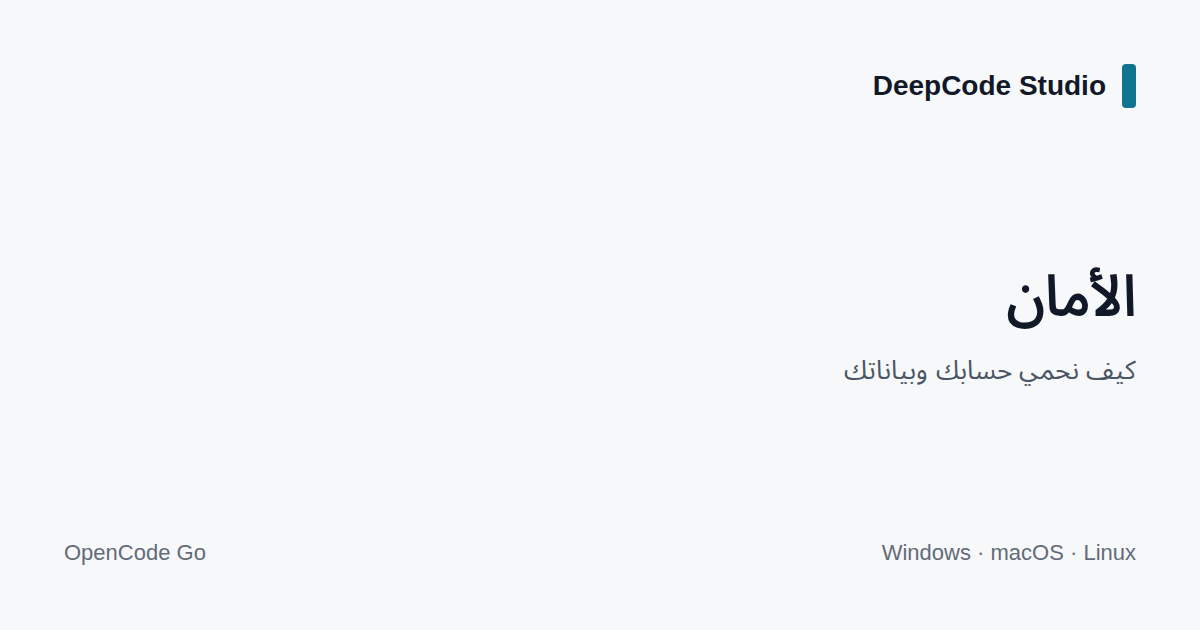 DeepCode Studio
الأمان
كيف نحمي حسابك وبياناتك
Windows · macOS · Linux
OpenCode Go